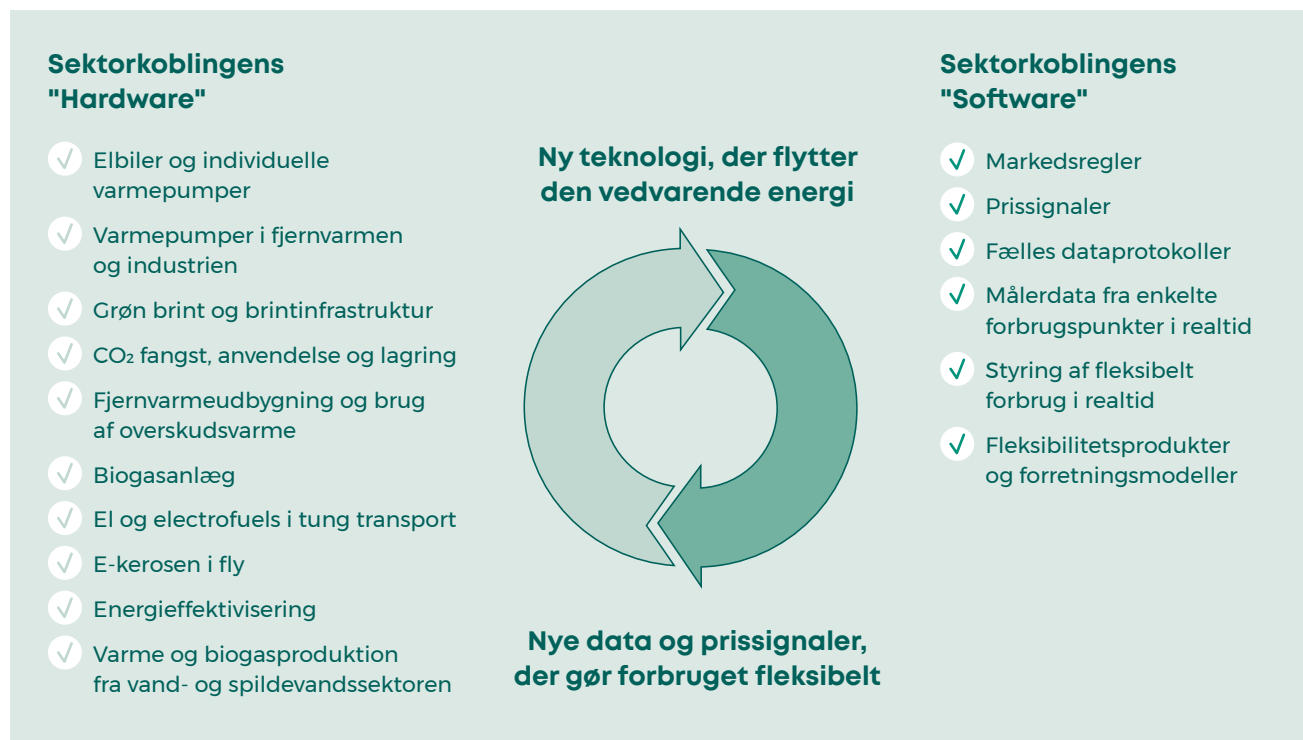 Sektorkoblingens
"Hardware"
Elbiler og individuelle
varmepumper
Varmepumper i fjernvarmen
og industrien
Grøn brint og brintinfrastruktur
CO₂ fangst, anvendelse og lagring
Fjernvarmeudbygning og brug
af overskudsvarme
Biogasanlæg
El og electrofuels i tung transport
E-kerosen i fly
Energieffektivisering
Varme og biogasproduktion
fra vand- og spildevandssektoren
Ny teknologi, der flytter
den vedvarende energi
Nye data og prissignaler,
der gør forbruget fleksibelt
Sektorkoblingens
"Software"
Markedsregler
Prissignaler
Fælles dataprotokoller
Målerdata fra enkelte
forbrugspunkter i realtid
Styring af fleksibelt
forbrug i realtid
Fleksibilitetsprodukter
og forretningsmodeller